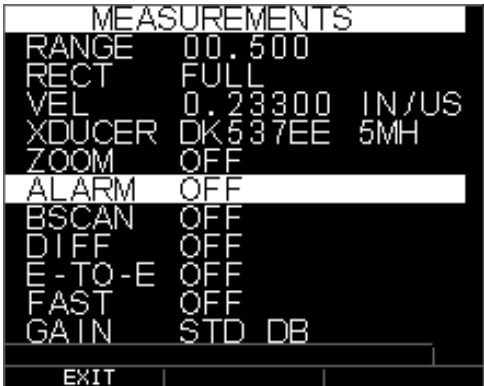 MEASUREMENTS
RANGE 00.500
RECT FULL
VEL 0.23300 IN/US
XDUCER DK537EE 5MH
ZOOM OFF
ALARM OFF
BSCAN OFF
DIFF OFF
E-TO-E OFF
FAST OFF
GAIN STD DB
EXIT